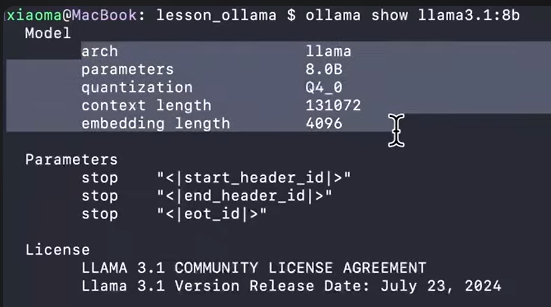 xiaoma@MacBook: lesson_ollama $ ollama show llama3.1:8b
Model
arch llama
parameters 8.0B
quantization Q4_0
context length 131072
embedding length 4096
Parameters
stop "<|start_header_id|>"
stop "<|end_header_id|>"
stop "<|eot_id|>"
License
LLAMA 3.1 COMMUNITY LICENSE AGREEMENT
Llama 3.1 Version Release Date: July 23, 2024